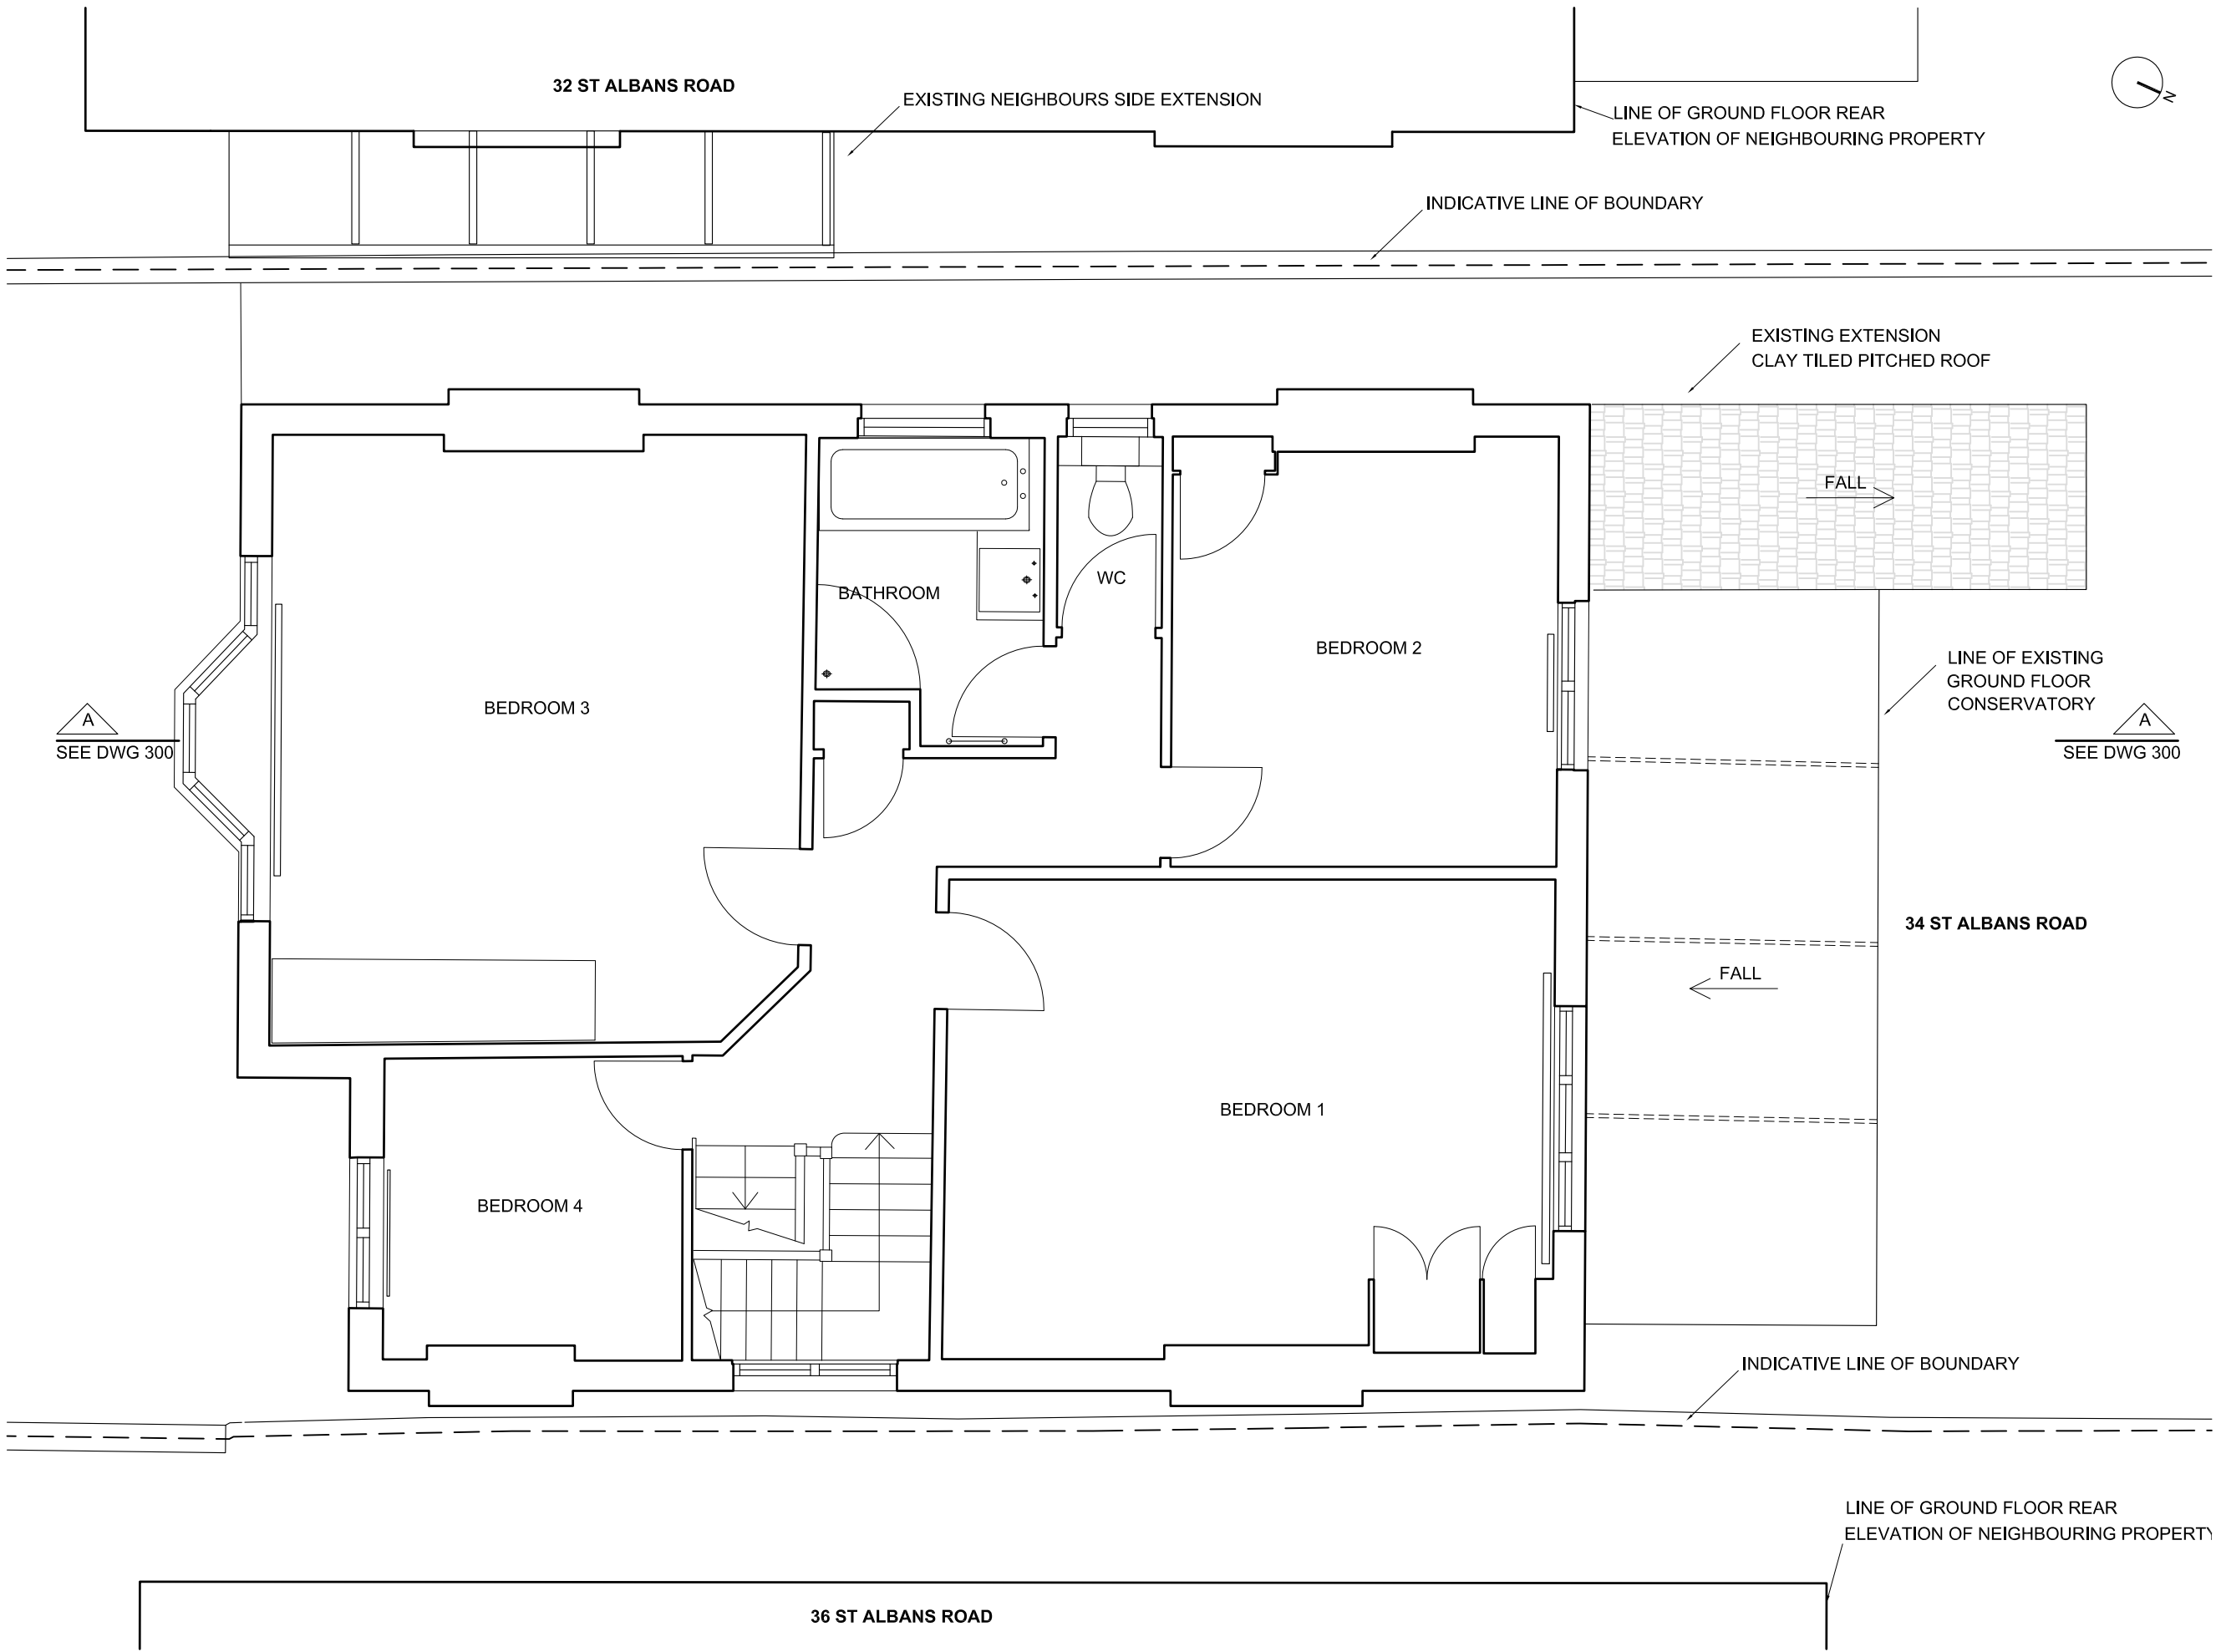 32 ST ALBANS ROAD
EXISTING NEIGHBOURS SIDE EXTENSION
N
LINE OF GROUND FLOOR REAR
ELEVATION OF NEIGHBOURING PROPERTY
INDICATIVE LINE OF BOUNDARY
EXISTING EXTENSION
CLAY TILED PITCHED ROOF
FALL
BATHROOM
WC
BEDROOM 2
BEDROOM 3
LINE OF EXISTING
GROUND FLOOR
CONSERVATORY
A
SEE DWG 300
A
SEE DWG 300
34 ST ALBANS ROAD
FALL
BEDROOM 1
BEDROOM 4
INDICATIVE LINE OF BOUNDARY
LINE OF GROUND FLOOR REAR
ELEVATION OF NEIGHBOURING PROPERTY
36 ST ALBANS ROAD